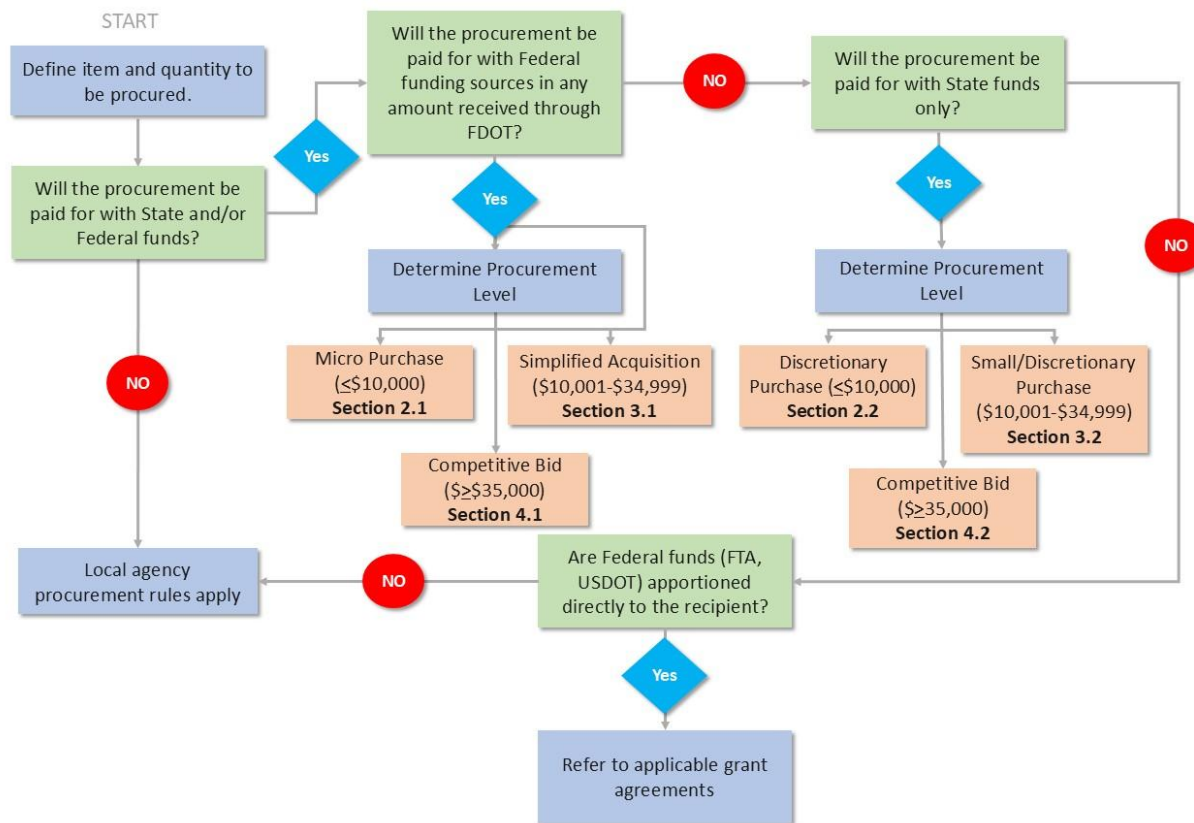 START
Define item and quantity to
be procured.
Will the procurement be
paid for with State and/or
Federal funds?
Yes
NO
Will the procurement be
paid for with Federal
funding sources in any
amount received through
FDOT?
NO
Yes
Will the procurement be
paid for with State funds
only?
Yes
NO
Determine Procurement
Level
Micro Purchase
(≤$10,000)
Section 2.1
Simplified Acquisition
($10,001-$34,999)
Section 3.1
Competitive Bid
($≥$35,000)
Section 4.1
Determine Procurement
Level
Discretionary
Purchase (≤$10,000)
Section 2.2
Small/Discretionary
Purchase
($10,001-$34,999)
Section 3.2
Competitive Bid
($≥35,000)
Section 4.2
Are Federal funds (FTA,
USDOT) apportioned
directly to the recipient?
NO
Local agency
procurement rules apply
Yes
Refer to applicable grant
agreements